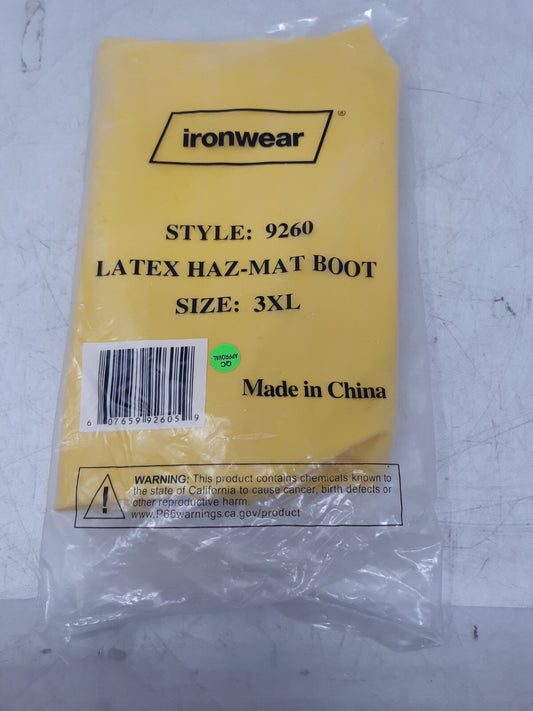 ironwear ®
STYLE: 9260
LATEX HAZ-MAT BOOT
SIZE: 3XL
QC
APPROVAL
6 07659 92605 9
Made in China
WARNING: This product contains chemicals known to
the state of California to cause cancer, birth defects or
other reproductive harm
www.P65warnings.ca.gov/product